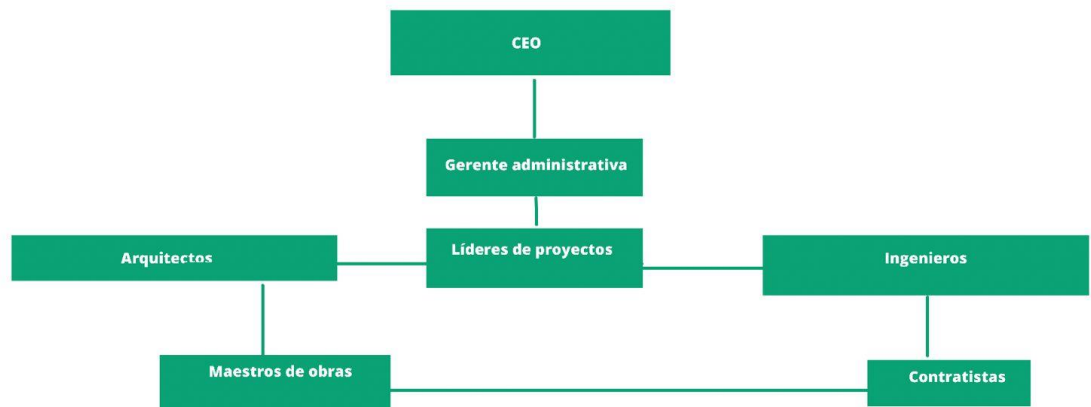 CEO
Gerente administrativa
Líderes de proyectos
Arquitectos
Ingenieros
Maestros de obras
Contratistas